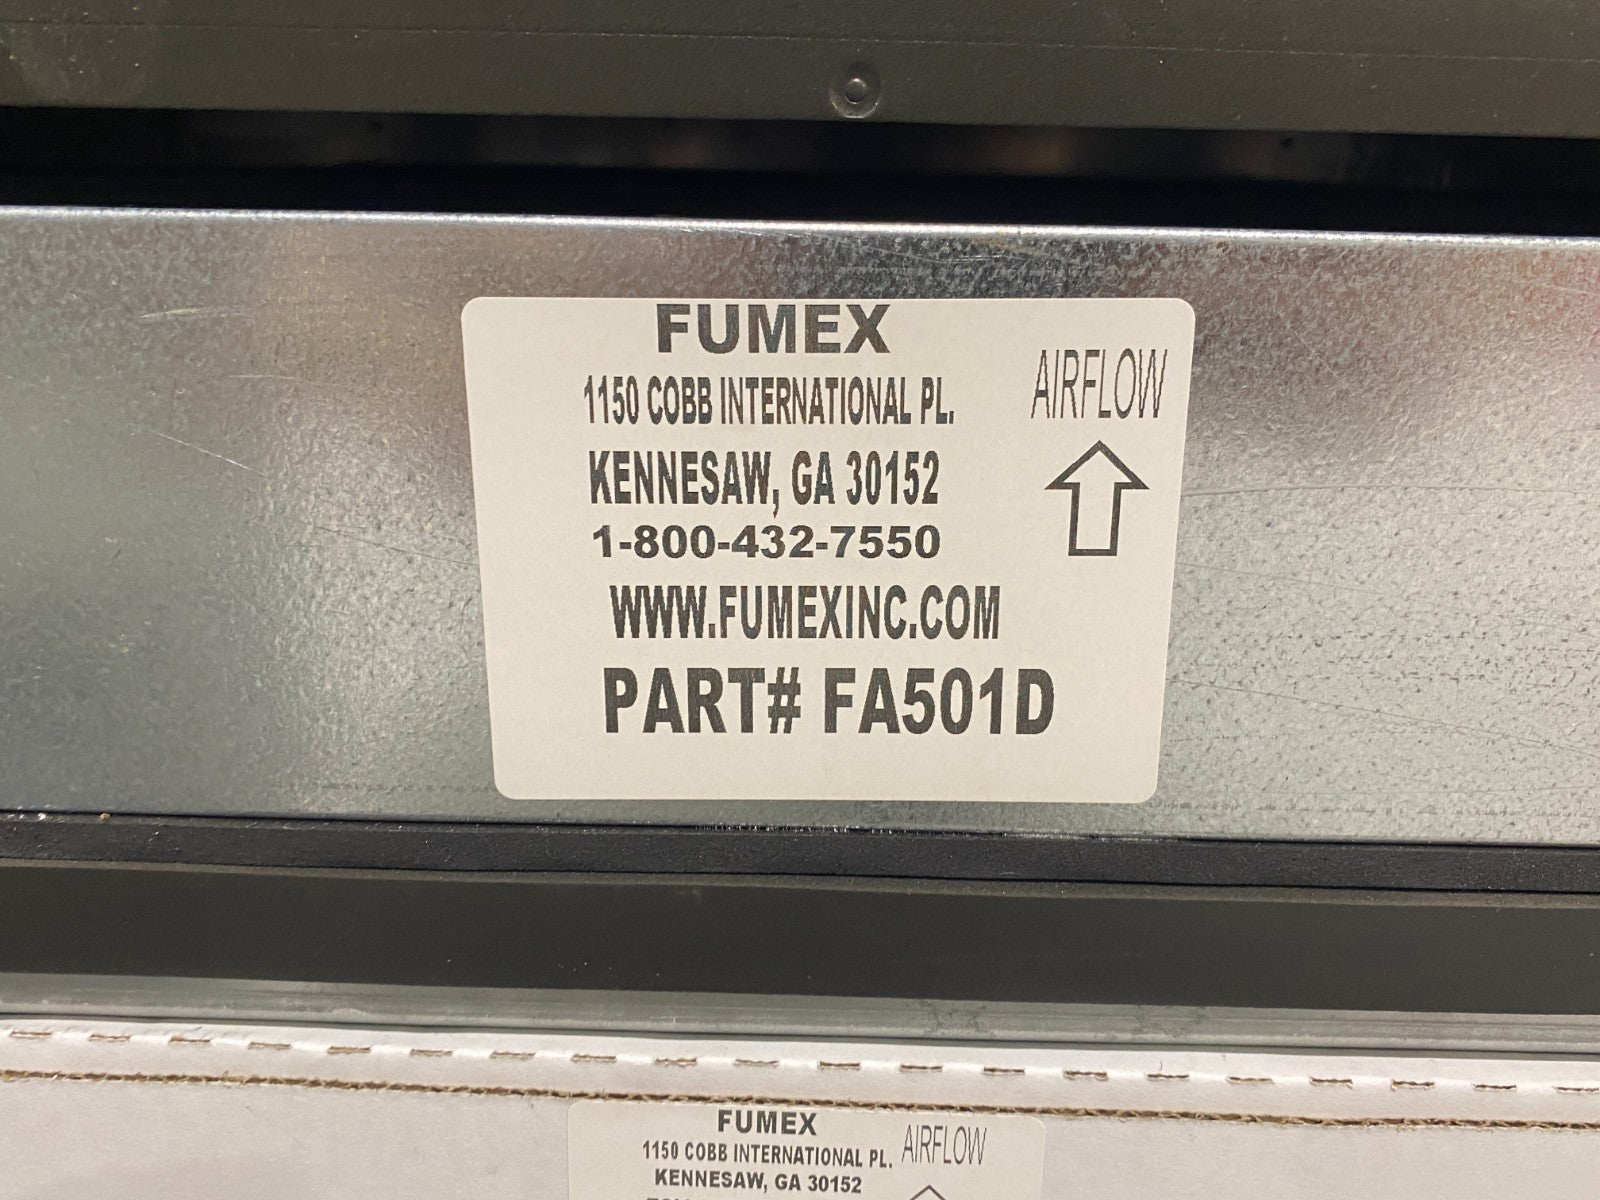 FUMEX
1150 COBB INTERNATIONAL PL.
KENNESAW, GA 30152
1-800-432-7550
WWW.FUMEXINC.COM
PART# FA501D
AIRFLOW
FUMEX
1150 COBB INTERNATIONAL PL.
KENNESAW, GA 30152
AIRFLOW